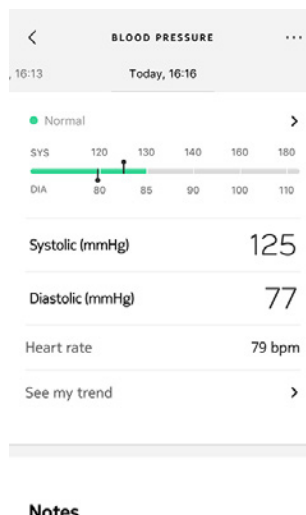 BLOOD PRESSURE
, 16:13 Today, 16:16
Normal
SYS 120 130 140 160 180
DIA 80 85 90 100 110
Systolic (mmHg) 125
Diastolic (mmHg) 77
Heart rate 79 bpm
See my trend
Notes